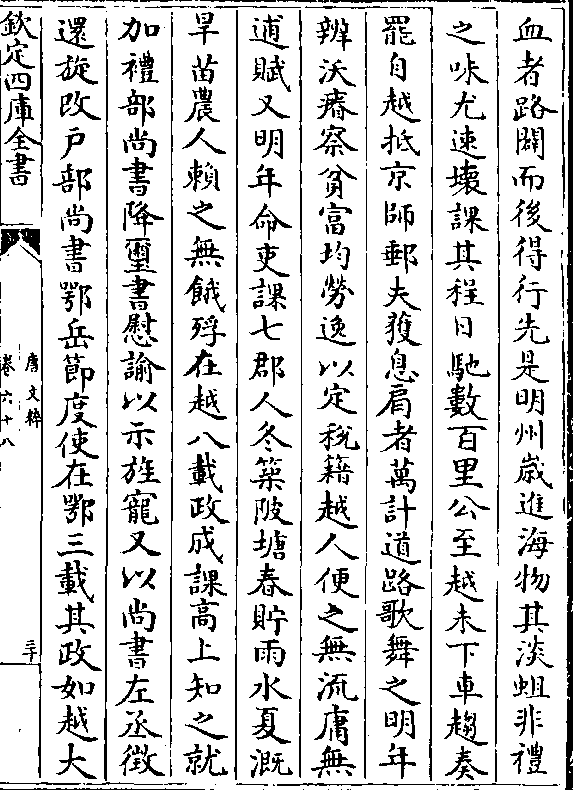 血者路闢而後得行先是明州歲進海物其淡蛆非禮
之味尤速壞課其程日馳數百里公至越未下車趨奏
罷自越抵京師郵夫獲息肩者萬計道路歌舞之明年
辨沃瘠察貧富均勞逸以定稅籍越人便之無流庸無
逋賦又明年命吏課七郡人冬築陂塘春貯雨水夏溉
旱苗農人賴之無餓殍在越八載政成課高上知之就
加禮部尚書降璽書慰諭以示旌寵又以尚書左丞徵
還旋改戶部尚書鄂岳節度使在鄂三載其政如越大
欽定四庫全書
唐文粹
卷六十八
三十